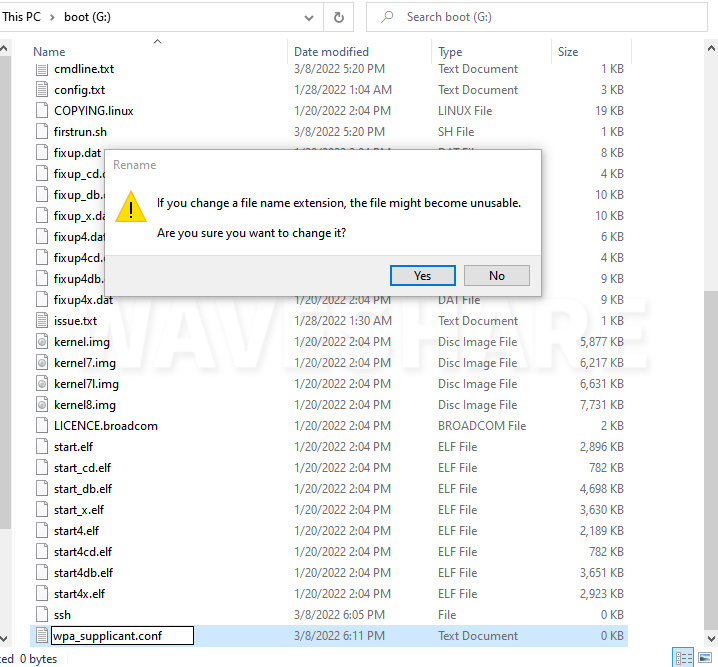 This PC > boot (G:)
Search boot (G:)
Name Date modified Type Size
cmdline.txt 3/8/2022 5:20 PM Text Document 1 KB
config.txt 1/28/2022 1:04 AM Text Document 3 KB
COPYING.linux 1/20/2022 2:04 PM LINUX File 19 KB
firstrun.sh 3/8/2022 5:20 PM SH File 1 KB
fixup.dat 8 KB
fixup_cd. 4 KB
fixup_db. 10 KB
fixup_x.da 10 KB
fixup4.dat 6 KB
fixup4cd. 4 KB
fixup4db. 9 KB
fixup4x.dat 1/20/2022 2:04 PM DAT File 9 KB
Rename
If you change a file name extension, the file might become unusable.
Are you sure you want to change it?
Yes No
issue.txt 1/28/2022 1:30 AM Text Document 1 KB
kernel.img 1/20/2022 2:04 PM Disc Image File 5,877 KB
kernel7.img 1/20/2022 2:04 PM Disc Image File 6,217 KB
kernel7l.img 1/20/2022 2:04 PM Disc Image File 6,631 KB
kernel8.img 1/20/2022 2:04 PM Disc Image File 7,731 KB
LICENCE.broadcom 1/20/2022 2:04 PM BROADCOM File 2 KB
start.elf 1/20/2022 2:04 PM ELF File 2,896 KB
start_cd.elf 1/20/2022 2:04 PM ELF File 782 KB
start_db.elf 1/20/2022 2:04 PM ELF File 4,698 KB
start_x.elf 1/20/2022 2:04 PM ELF File 3,630 KB
start4.elf 1/20/2022 2:04 PM ELF File 2,189 KB
start4cd.elf 1/20/2022 2:04 PM ELF File 782 KB
start4db.elf 1/20/2022 2:04 PM ELF File 3,651 KB
start4x.elf 1/20/2022 2:04 PM ELF File 2,923 KB
ssh 3/8/2022 6:05 PM File 0 KB
wpa_supplicant.conf 3/8/2022 6:11 PM Text Document 0 KB
ted 0 bytes